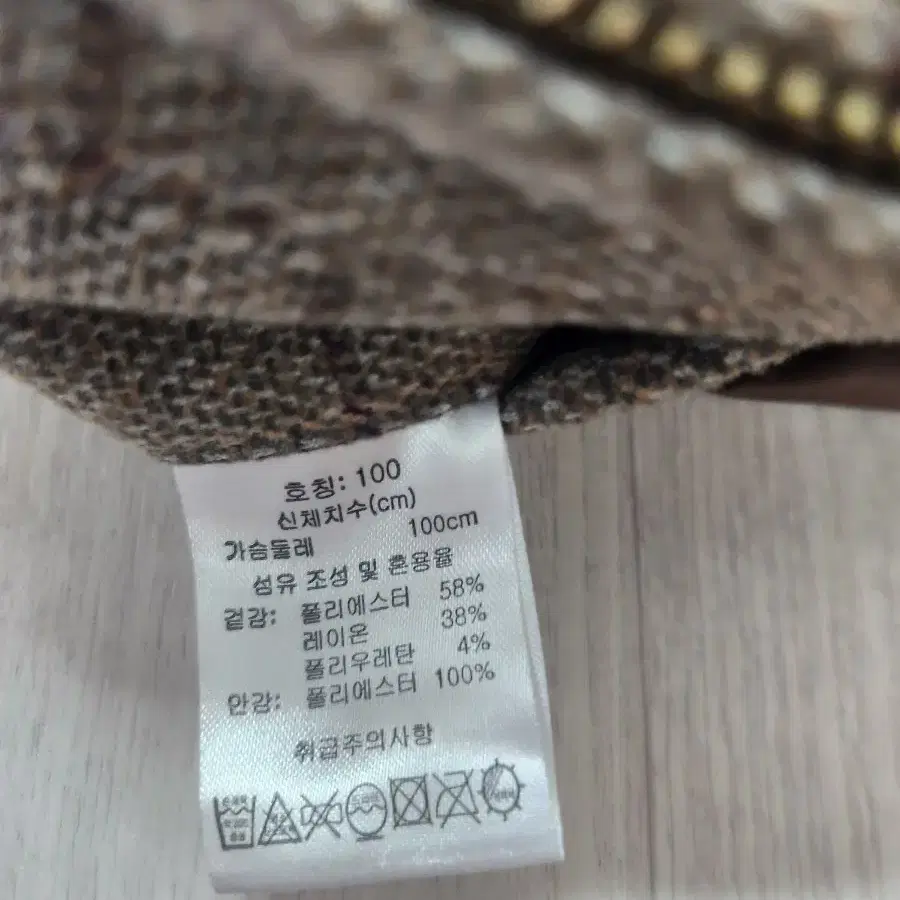 호칭: 100
신체치수(cm)
가슴둘레 100cm
섬유 조성 및 혼용율
겉감: 폴리에스터 58%
레이온 38%
폴리우레탄 4%
안감: 폴리에스터 100%
취급주의사항